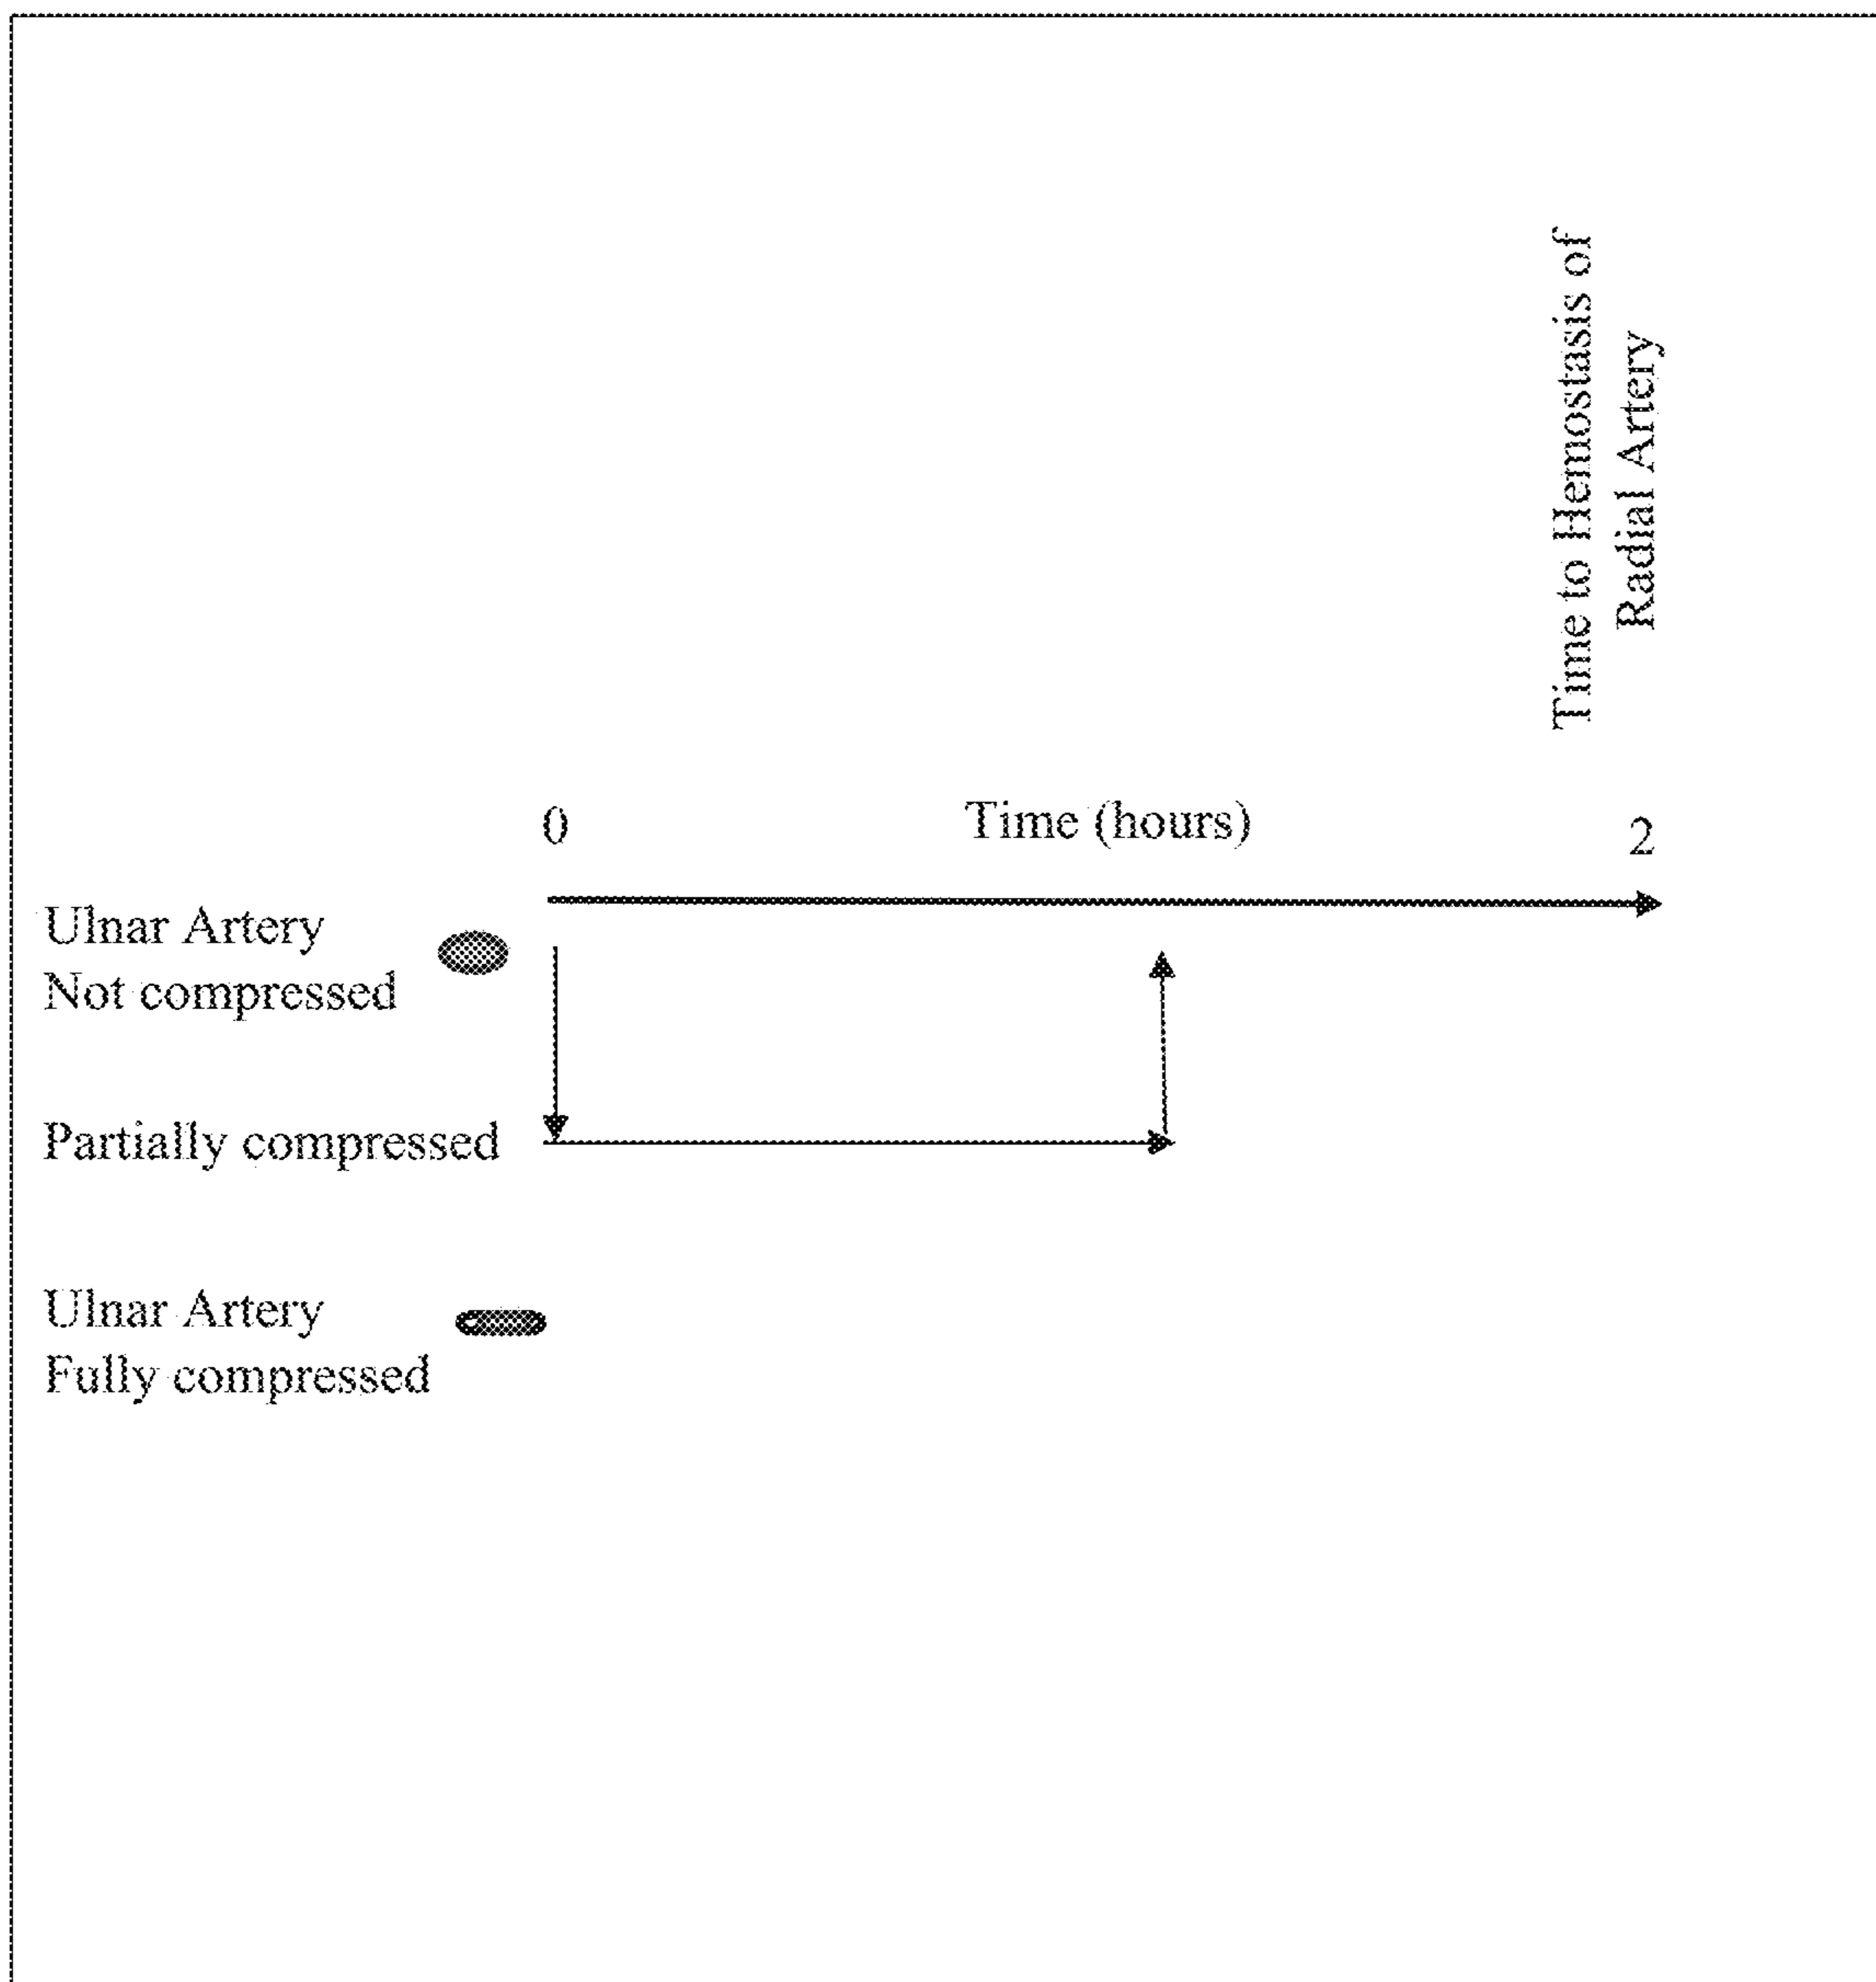 Time to Hemostasis of
Radial Artery
0
Time (hours)
2
Ulnar Artery
Not compressed
Partially compressed
Ulnar Artery
Fully compressed